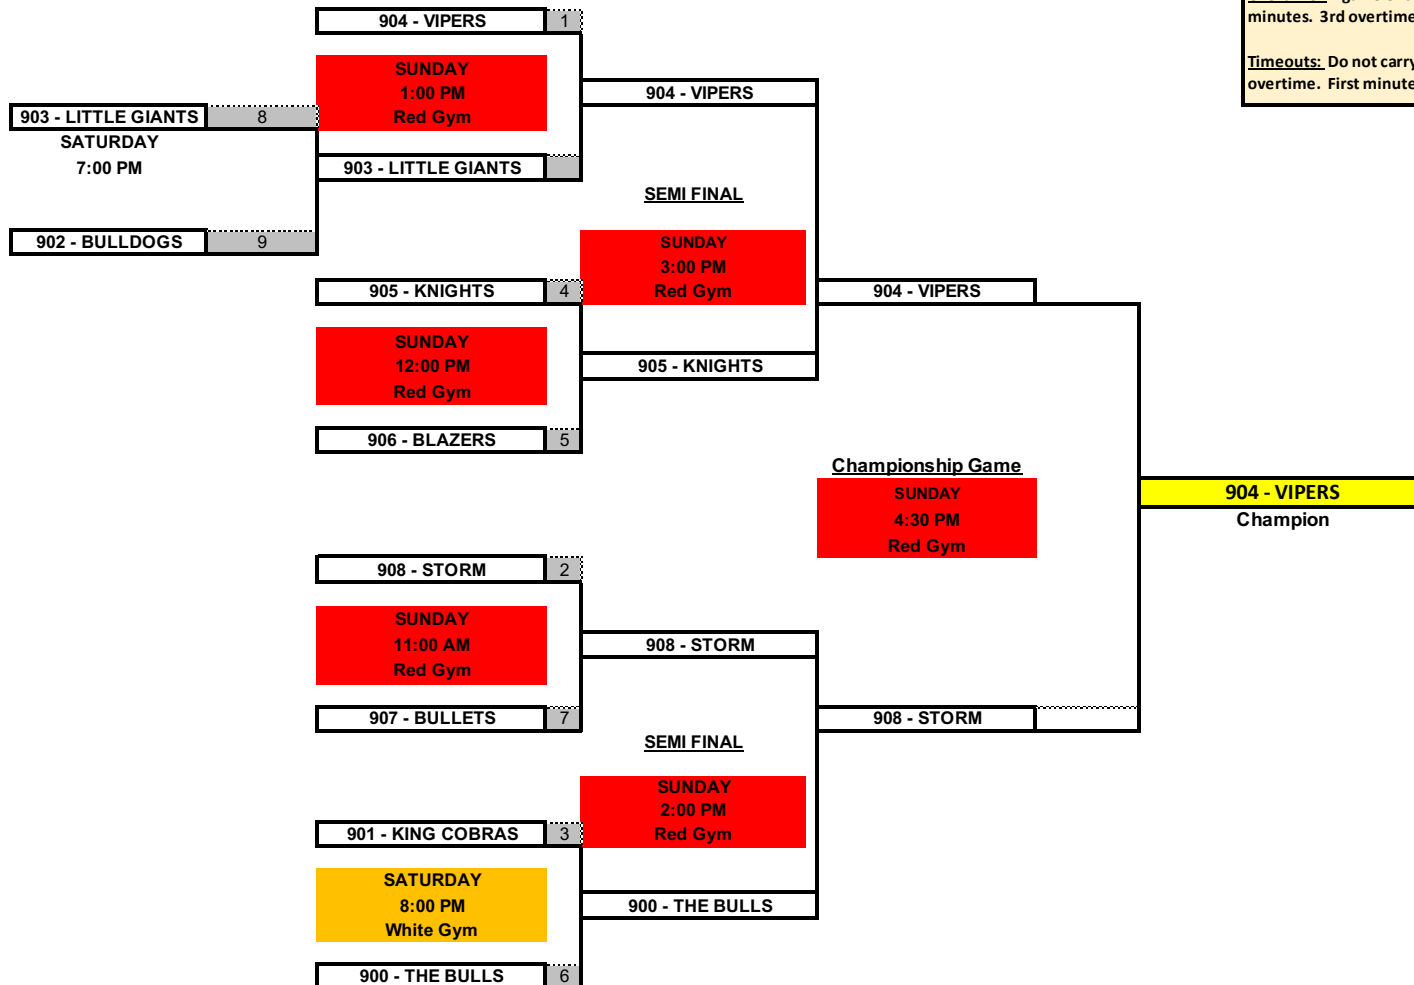 904 - VIPERS 1
minutes. 3rd overtime
SUNDAY
1:00 PM
Red Gym
Timeouts: Do not carry
overtime. First minute
904 - VIPERS
903 - LITTLE GIANTS 8
SATURDAY
7:00 PM
903 - LITTLE GIANTS
SEMI FINAL
902 - BULLDOGS 9
SUNDAY
3:00 PM
Red Gym
905 - KNIGHTS 4
904 - VIPERS
SUNDAY
12:00 PM
Red Gym
905 - KNIGHTS
906 - BLAZERS 5
Championship Game
SUNDAY
4:30 PM
Red Gym
904 - VIPERS
Champion
908 - STORM 2
SUNDAY
11:00 AM
Red Gym
908 - STORM
907 - BULLETS 7
908 - STORM
SEMI FINAL
SUNDAY
2:00 PM
Red Gym
901 - KING COBRAS 3
SATURDAY
8:00 PM
White Gym
900 - THE BULLS
900 - THE BULLS 6